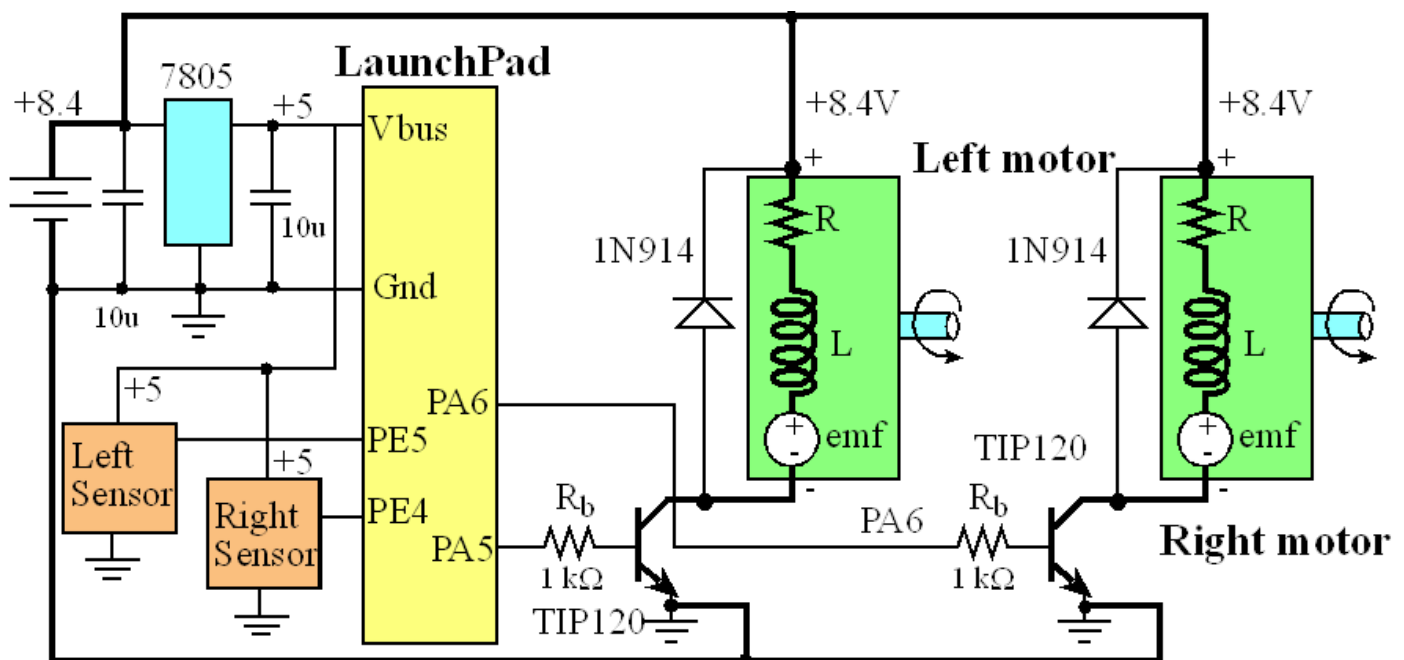 LaunchPad
7805
+8.4
+5
Vbus
10u
10u
Gnd
+8.4V
+
Left motor
R
1N914
L
+
emf
-
-
+8.4V
+
R
1N914
L
+
emf
-
-
Right motor
+5
Left
Sensor
+5
Right
Sensor
PA6
PE5
PE4
PA5
Rb
1 kΩ
TIP120
PA6
TIP120
Rb
1 kΩ